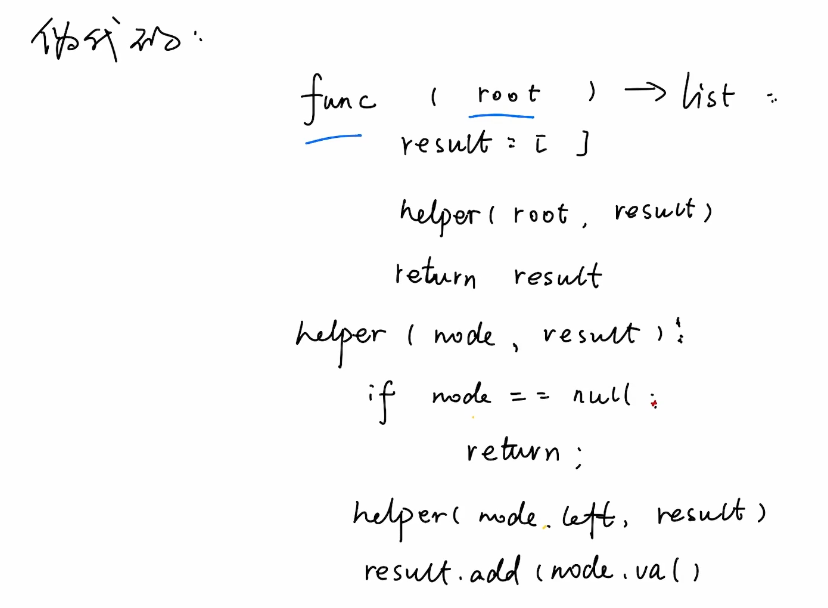 伪代码:
func ( root ) → list :
result = [ ]
helper ( root , result )
return result
helper ( node , result ) :
if node == null :
return ;
helper ( node.left, result )
result.add (node.val)